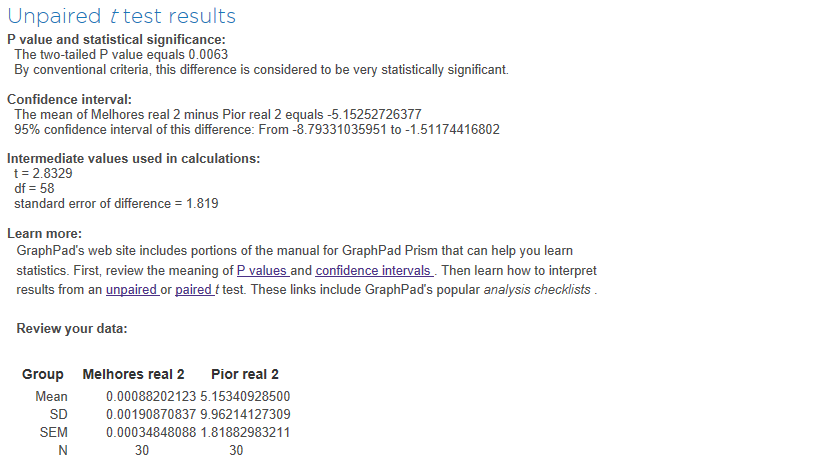 Unpaired t test results
P value and statistical significance:
The two-tailed P value equals 0.0063
By conventional criteria, this difference is considered to be very statistically significant.
Confidence interval:
The mean of Melhores real 2 minus Pior real 2 equals -5.15252726377
95% confidence interval of this difference: From -8.79331035951 to -1.51174416802
Intermediate values used in calculations:
t = 2.8329
df = 58
standard error of difference = 1.819
Learn more:
GraphPad's web site includes portions of the manual for GraphPad Prism that can help you learn
statistics. First, review the meaning of P values and confidence intervals . Then learn how to interpret
results from an unpaired or paired t test. These links include GraphPad's popular analysis checklists .
Review your data:
Group Melhores real 2 Pior real 2
Mean 0.00088202123 5.15340928500
SD 0.00190870837 9.96214127309
SEM 0.00034848088 1.81882983211
N 30 30